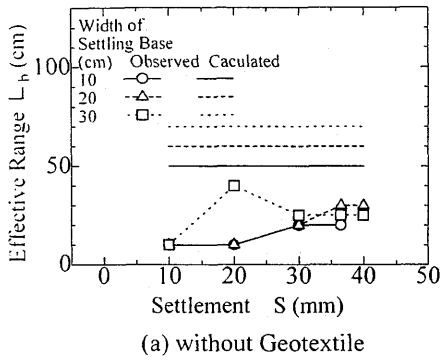 Width of
Settling Base
(cm) Observed Caculated
10
20
30
Effective Range Lh (cm)
100
50
0
0 10 20 30 40 50
Settlement S (mm)
(a) without Geotextile